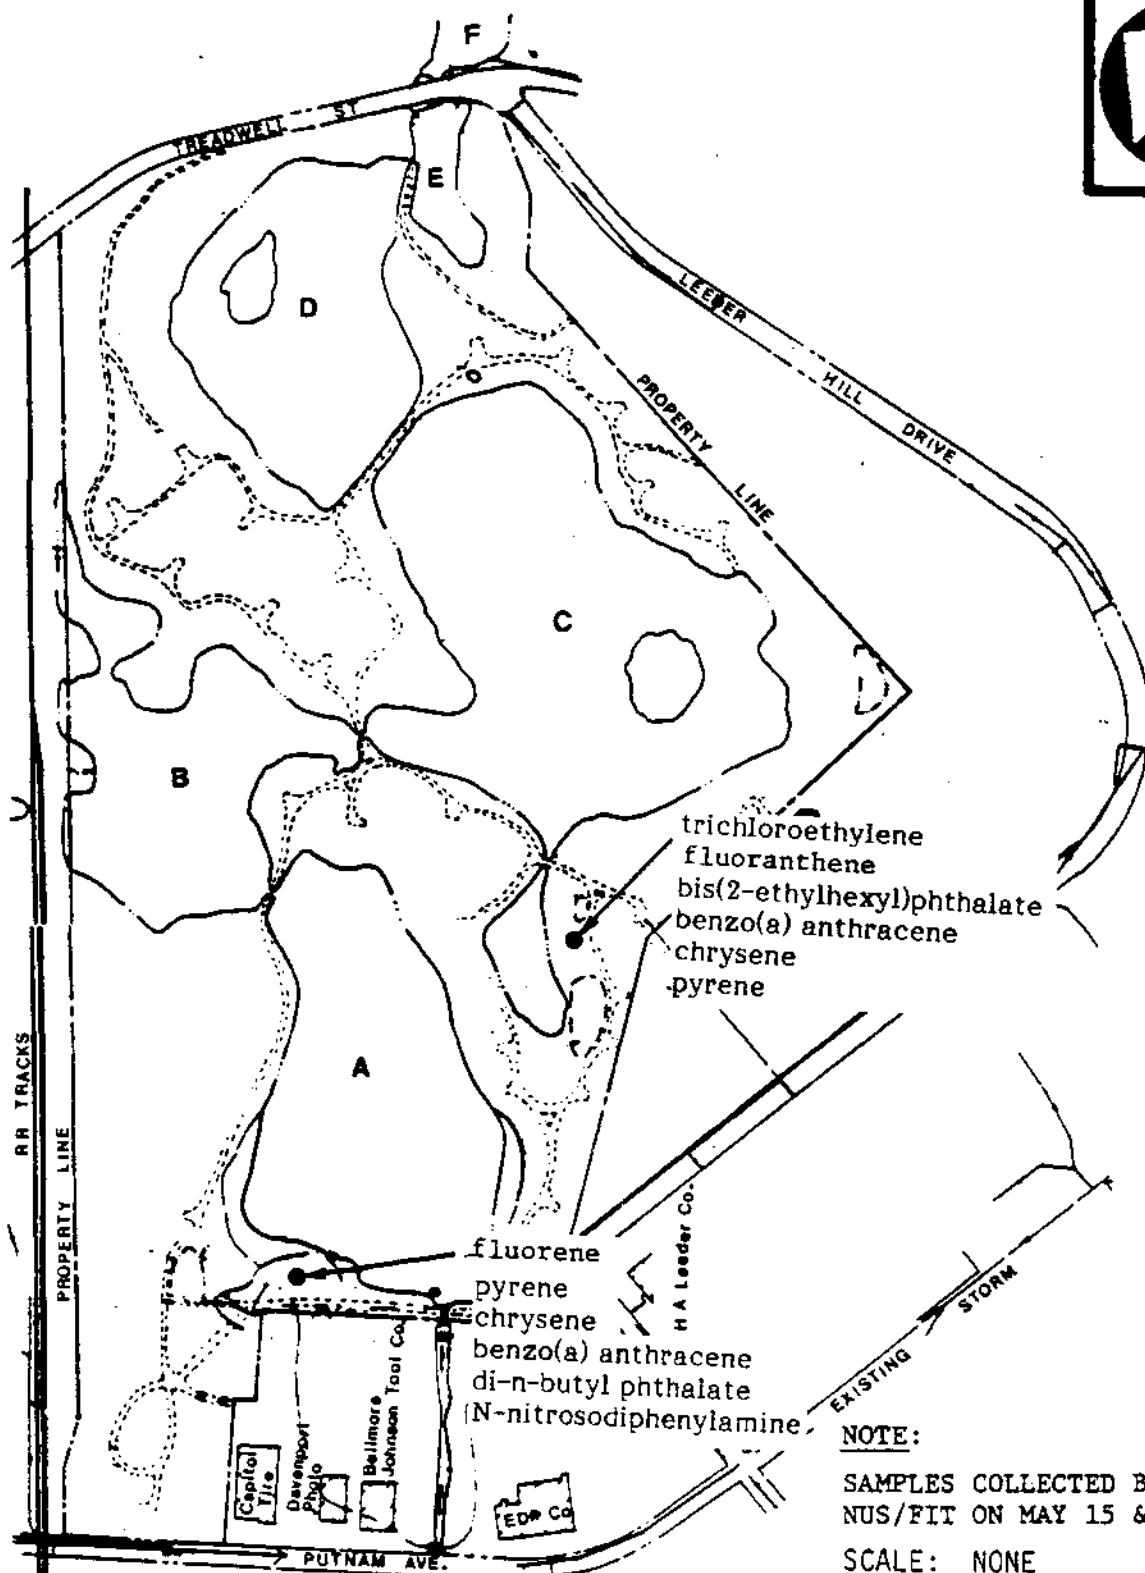 F
TREADWELL ST
E
D
LEEDER HILL DRIVE
PROPERTY LINE
C
B
trichloroethylene
fluoranthene
bis(2-ethylhexyl)phthalate
benzo(a) anthracene
chrysene
pyrene
A
RR TRACKS
PROPERTY LINE
H A Leeder Co.
fluorene
pyrene
chrysene
benzo(a) anthracene
di-n-butyl phthalate
N-nitrosodiphenylamine
EXISTING STORM
Capitol
Tire
Davenport
Photo
Bellmore
Johnson Tool Co.
EDR Co
PUTNAM AVE.
NOTE:
SAMPLES COLLECTED B
NUS/FIT ON MAY 15 &
SCALE: NONE